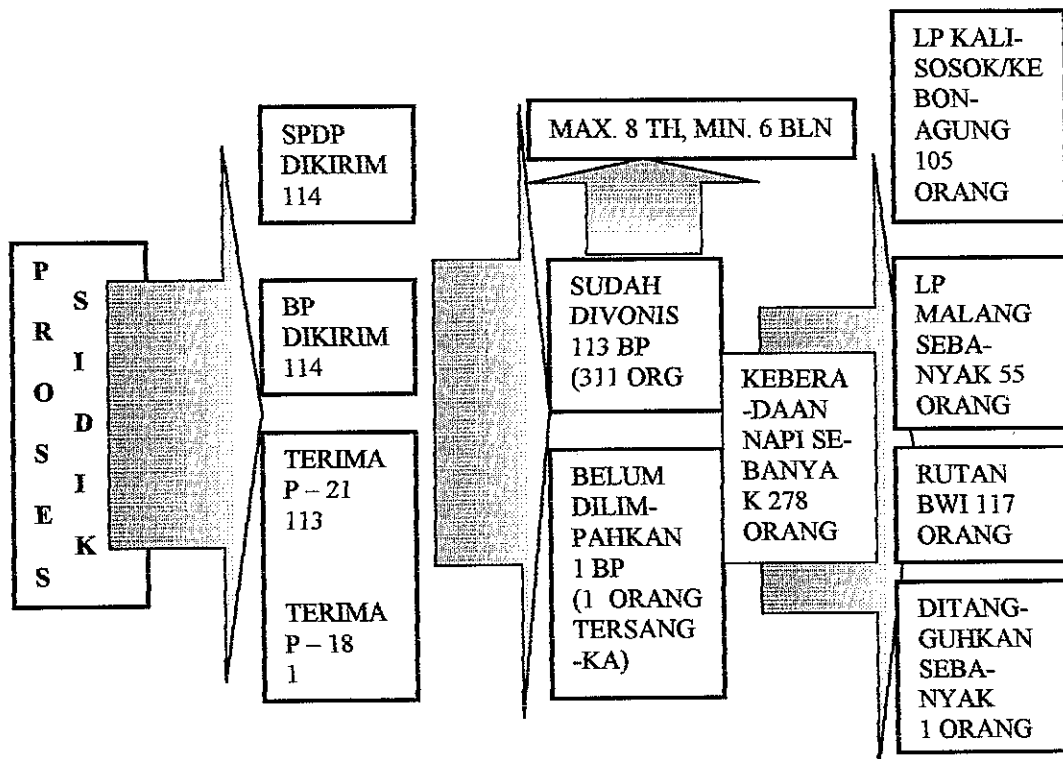 PROSES
SIDIK
SPDP
DIKIRIM
114
BP
DIKIRIM
114
TERIMA
P – 21
113
TERIMA
P – 18
1
MAX. 8 TH, MIN. 6 BLN
SUDAH
DIVONIS
113 BP
(311 ORG
BELUM
DILIM-
PAHKAN
1 BP
(1 ORANG
TERSANG
-KA)
KEBERA
-DAAN
NAPI SE-
BANYA
K 278
ORANG
LP KALI-
SOSOK/KE
BON-
AGUNG
105
ORANG
LP
MALANG
SEBA-
NYAK 55
ORANG
RUTAN
BWI 117
ORANG
DITANG-
GUHKAN
SEBA-
NYAK
1 ORANG